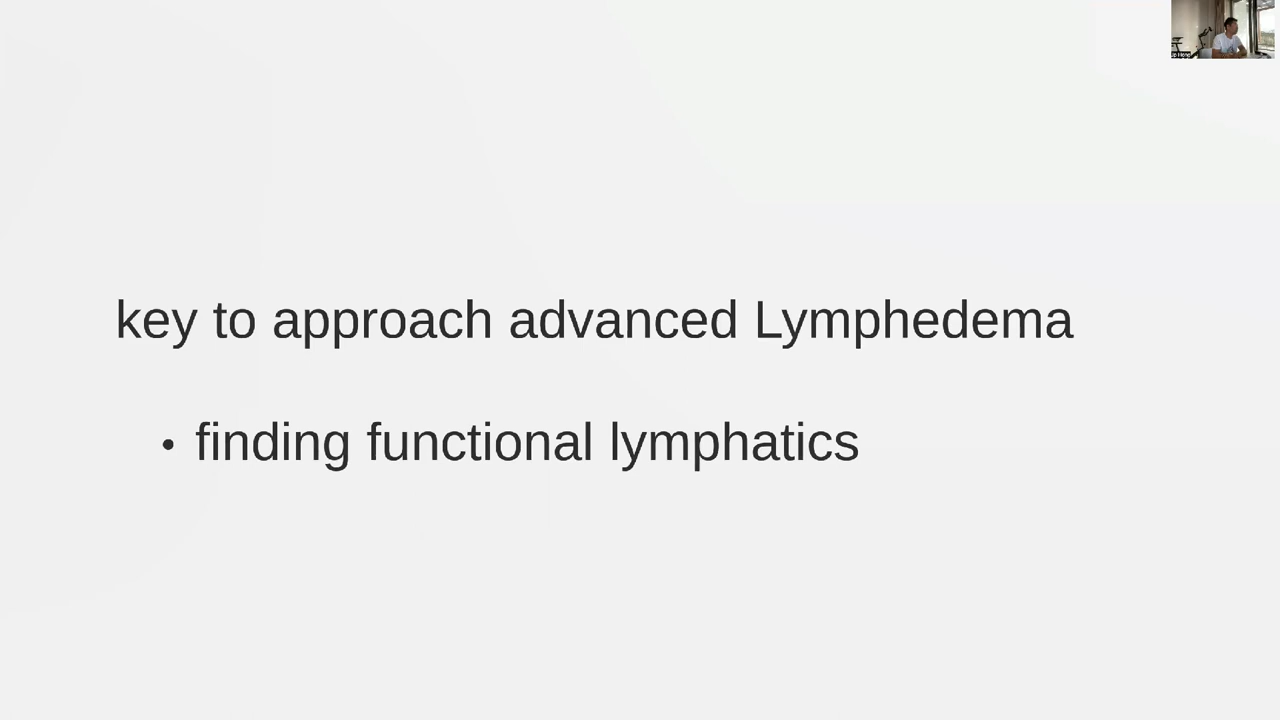 key to approach advanced Lymphedema
• finding functional lymphatics